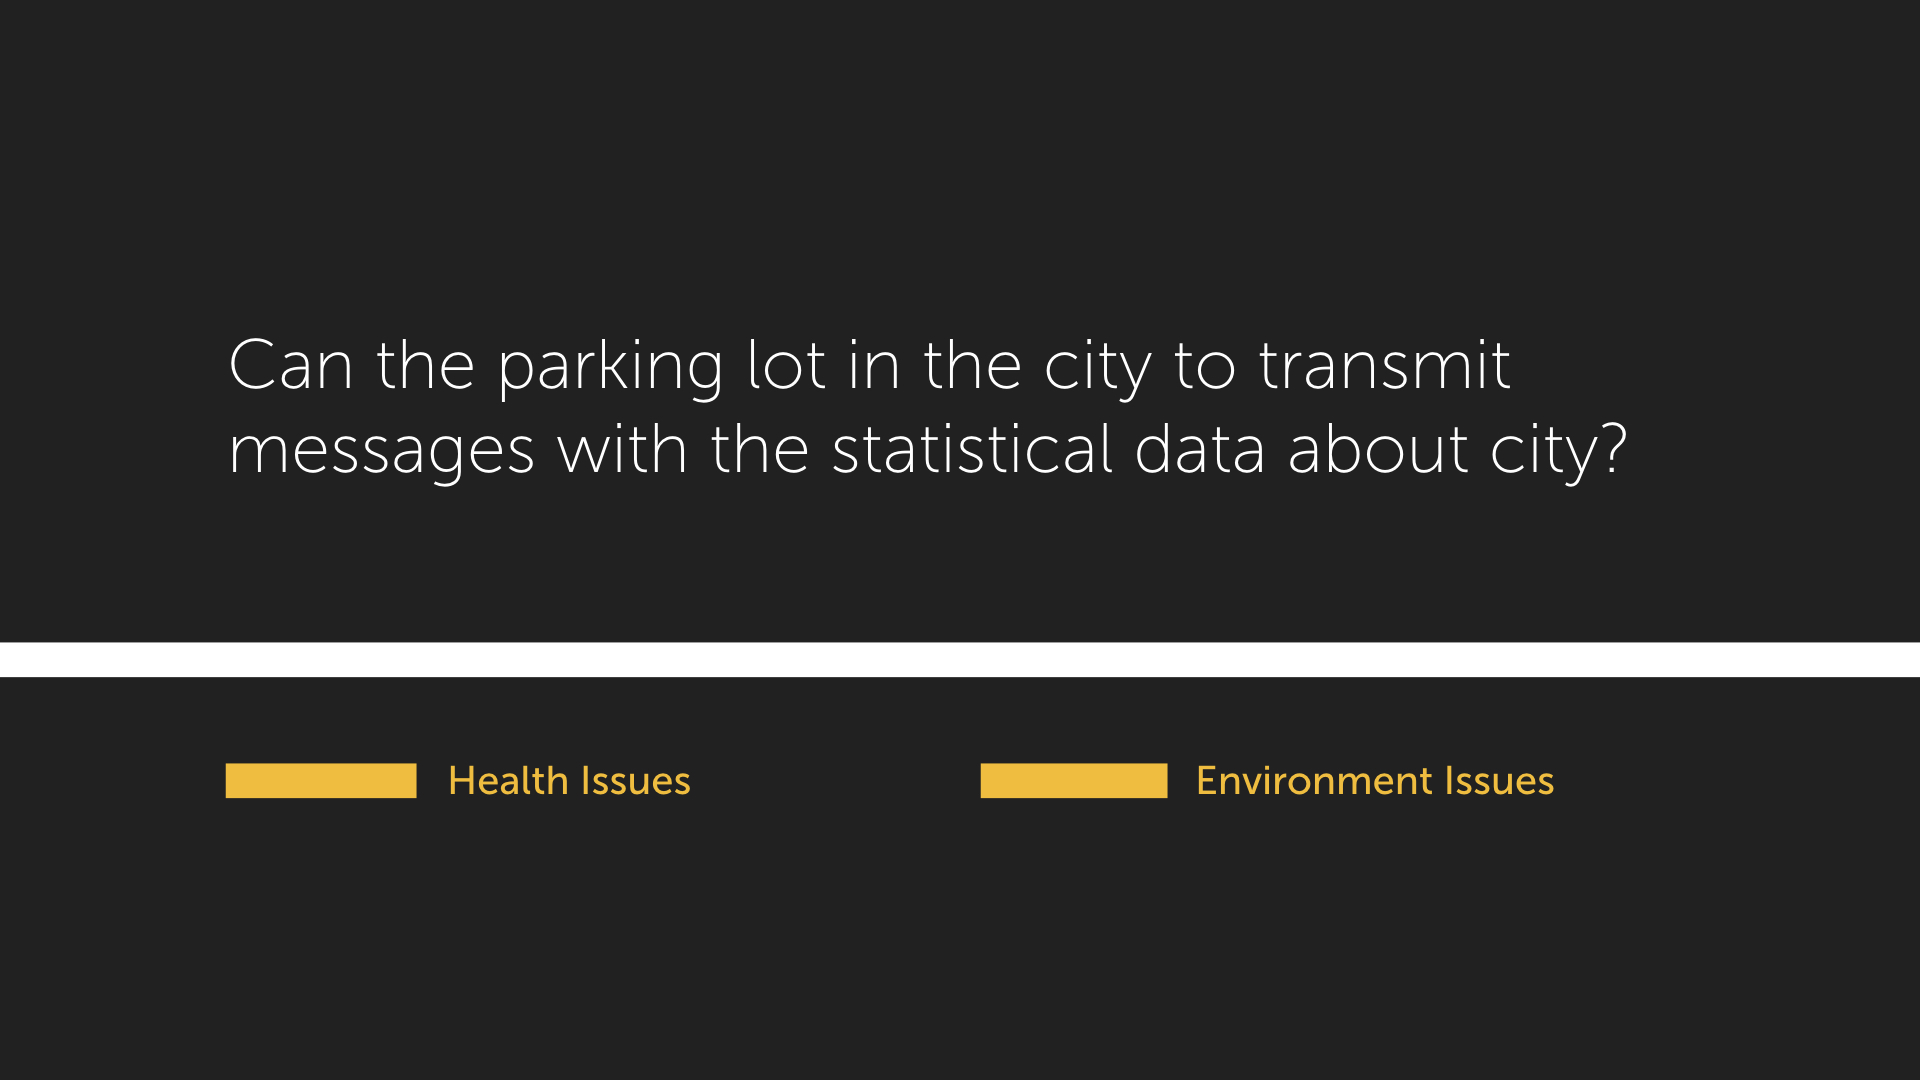 Can the parking lot in the city to transmit
messages with the statistical data about city?
Health Issues
Environment Issues